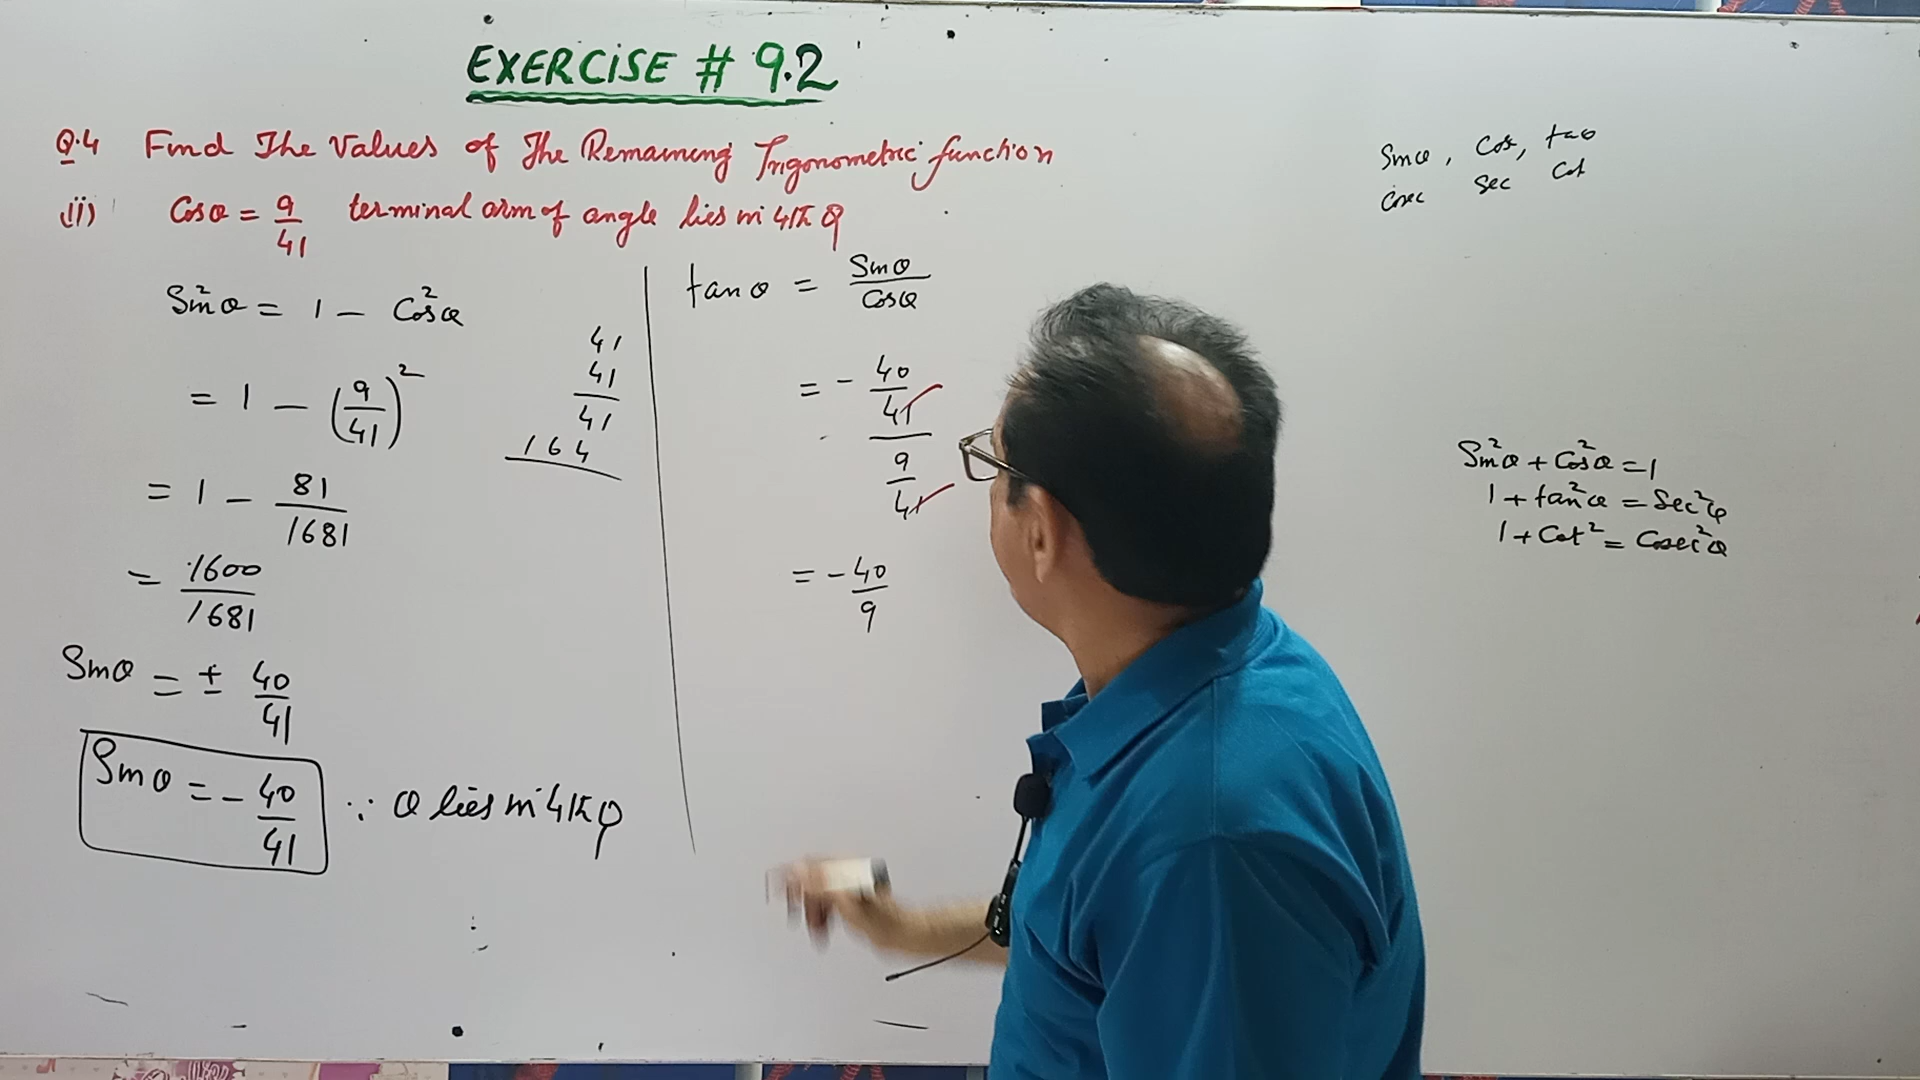 EXERCISE # 9.2
Q.4 Find The Values of The Remaining Trigonometric function
(ii) Cosθ = 9/41 terminal arm of angle lies in 4th Q
Sin²θ = 1 - Cos²θ
= 1 - (9/41)²
= 1 - 81/1681
= 1600/1681
Sinθ = ± 40/41
Sinθ = - 40/41 ∵ θ lies in 4th Q
41
41
41
164
tanθ = Sinθ/Cosθ
= - 40/41
9/41
= - 40/9
Sinθ, Cos, tanθ
Cosec Sec Cot
Sin²θ + Cos²θ = 1
1 + tan²θ = Sec²θ
1 + Cot² = Cosec²θ